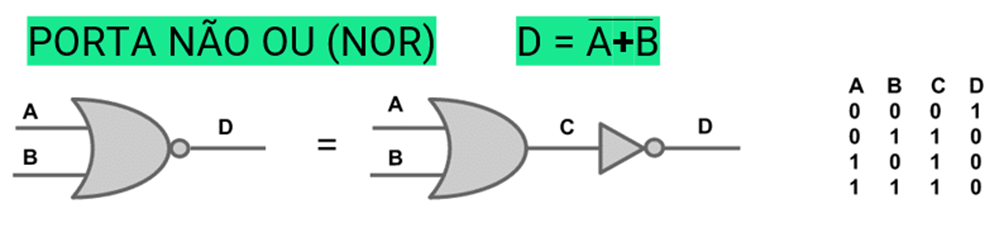 PORTA NÃO OU (NOR) D = A̅+̅B̅
A
B
D
=
A
B
C
D
A B C D
0 0 0 1
0 1 1 0
1 0 1 0
1 1 1 0